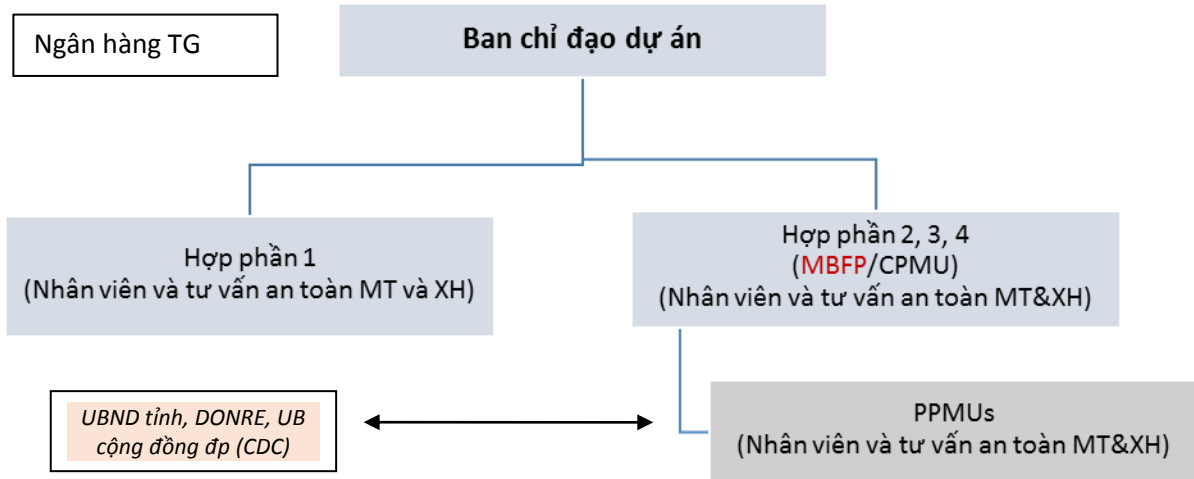 Ngân hàng TG
Ban chỉ đạo dự án
Hợp phần 1
(Nhân viên và tư vấn an toàn MT và XH)
Hợp phần 2, 3, 4
(MBFP/CPMU)
(Nhân viên và tư vấn an toàn MT&XH)
UBND tỉnh, DONRE, UB
cộng đồng đp (CDC)
PPMUs
(Nhân viên và tư vấn an toàn MT&XH)